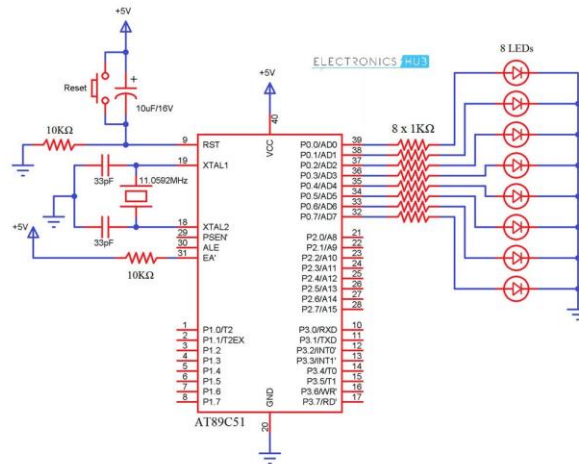 +5V
ELECTRONICS HUB
8 LEDs
Reset
+
10uF/16V
+5V
10KΩ
8 x 1KΩ
40
VCC
9 RST
19 XTAL1
33pF
11.0592MHz
33pF
18 XTAL2
29 PSEN'
30 ALE
31 EA'
+5V
10KΩ
P0.0/AD0 39
P0.1/AD1 38
P0.2/AD2 37
P0.3/AD3 36
P0.4/AD4 35
P0.5/AD5 34
P0.6/AD6 33
P0.7/AD7 32
P2.0/A8 21
P2.1/A9 22
P2.2/A10 23
P2.3/A11 24
P2.4/A12 25
P2.5/A13 26
P2.6/A14 27
P2.7/A15 28
1 P1.0/T2
2 P1.1/T2EX
3 P1.2
4 P1.3
5 P1.4
6 P1.5
7 P1.6
8 P1.7
P3.0/RXD 10
P3.1/TXD 11
P3.2/INT0' 12
P3.3/INT1' 13
P3.4/T0 14
P3.5/T1 15
P3.6/WR' 16
P3.7/RD' 17
GND
20
AT89C51